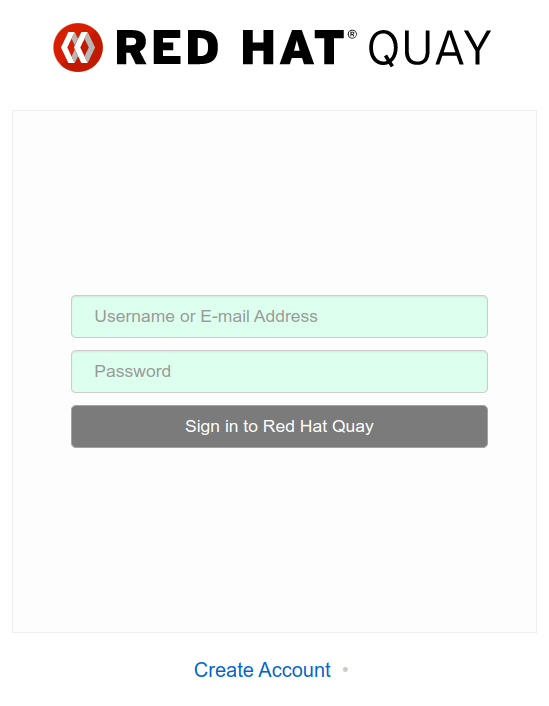 RED HAT® QUAY
Username or E-mail Address
Password
Sign in to Red Hat Quay
Create Account •